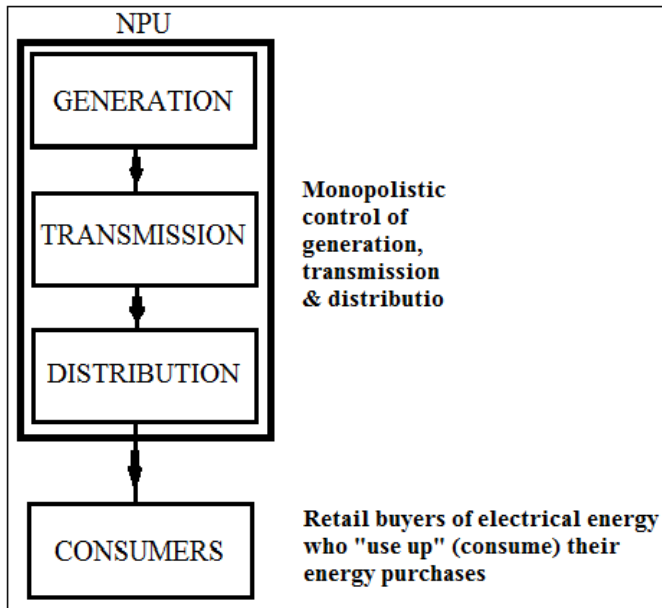 NPU
GENERATION
TRANSMISSION
Monopolistic
control of
generation,
transmission
& distributio
DISTRIBUTION
CONSUMERS
Retail buyers of electrical energy
who "use up" (consume) their
energy purchases